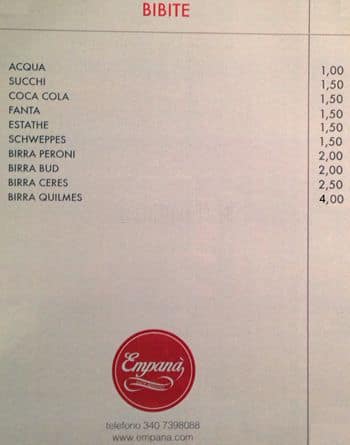 BIBITE
ACQUA 1,00
SUCCHI 1,50
COCA COLA 1,50
FANTA 1,50
ESTATHE 1,50
SCHWEPPES 1,50
BIRRA PERONI 2,00
BIRRA BUD 2,00
BIRRA CERES 2,50
BIRRA QUILMES 4,00
Empanà
telefono 340 7398088
www.empana.com